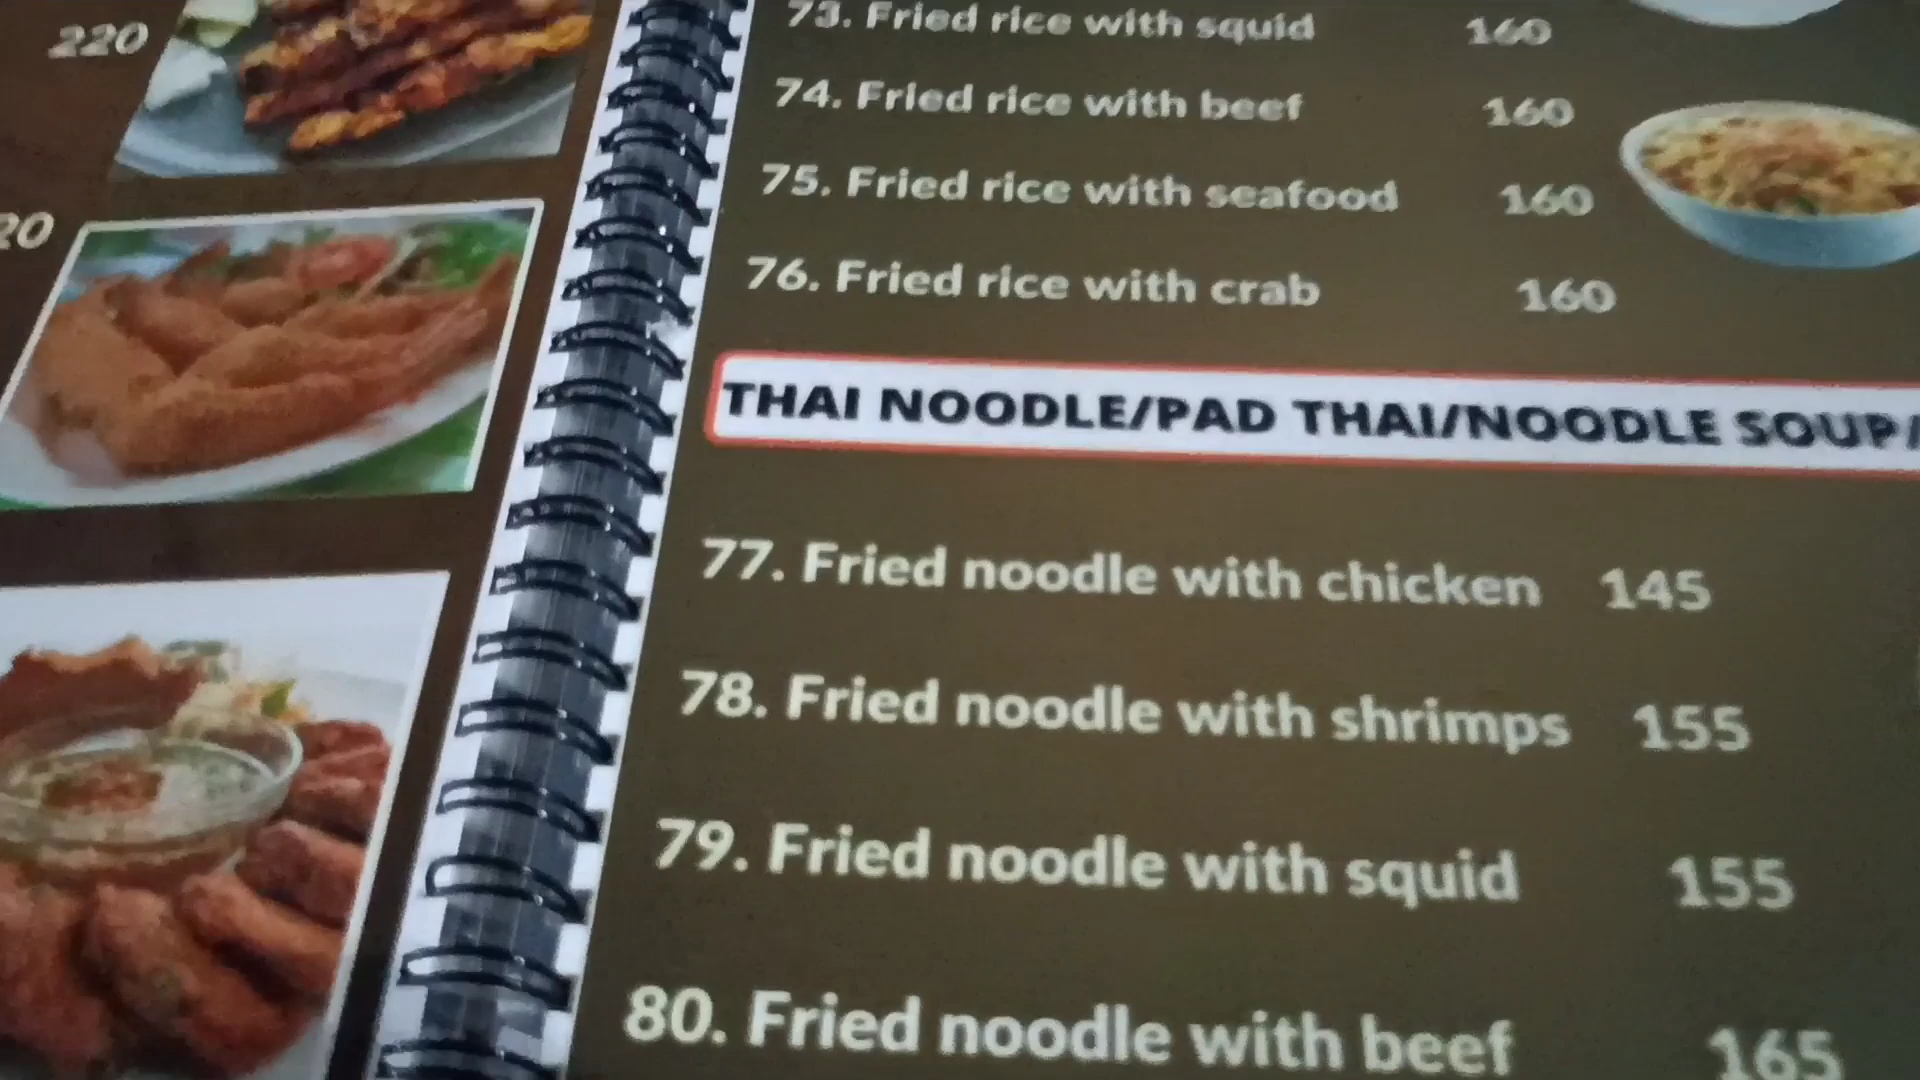 220
20
73. Fried rice with squid 160
74. Fried rice with beef 160
75. Fried rice with seafood 160
76. Fried rice with crab 160
THAI NOODLE/PAD THAI/NOODLE SOUP/
77. Fried noodle with chicken 145
78. Fried noodle with shrimps 155
79. Fried noodle with squid 155
80. Fried noodle with beef 165